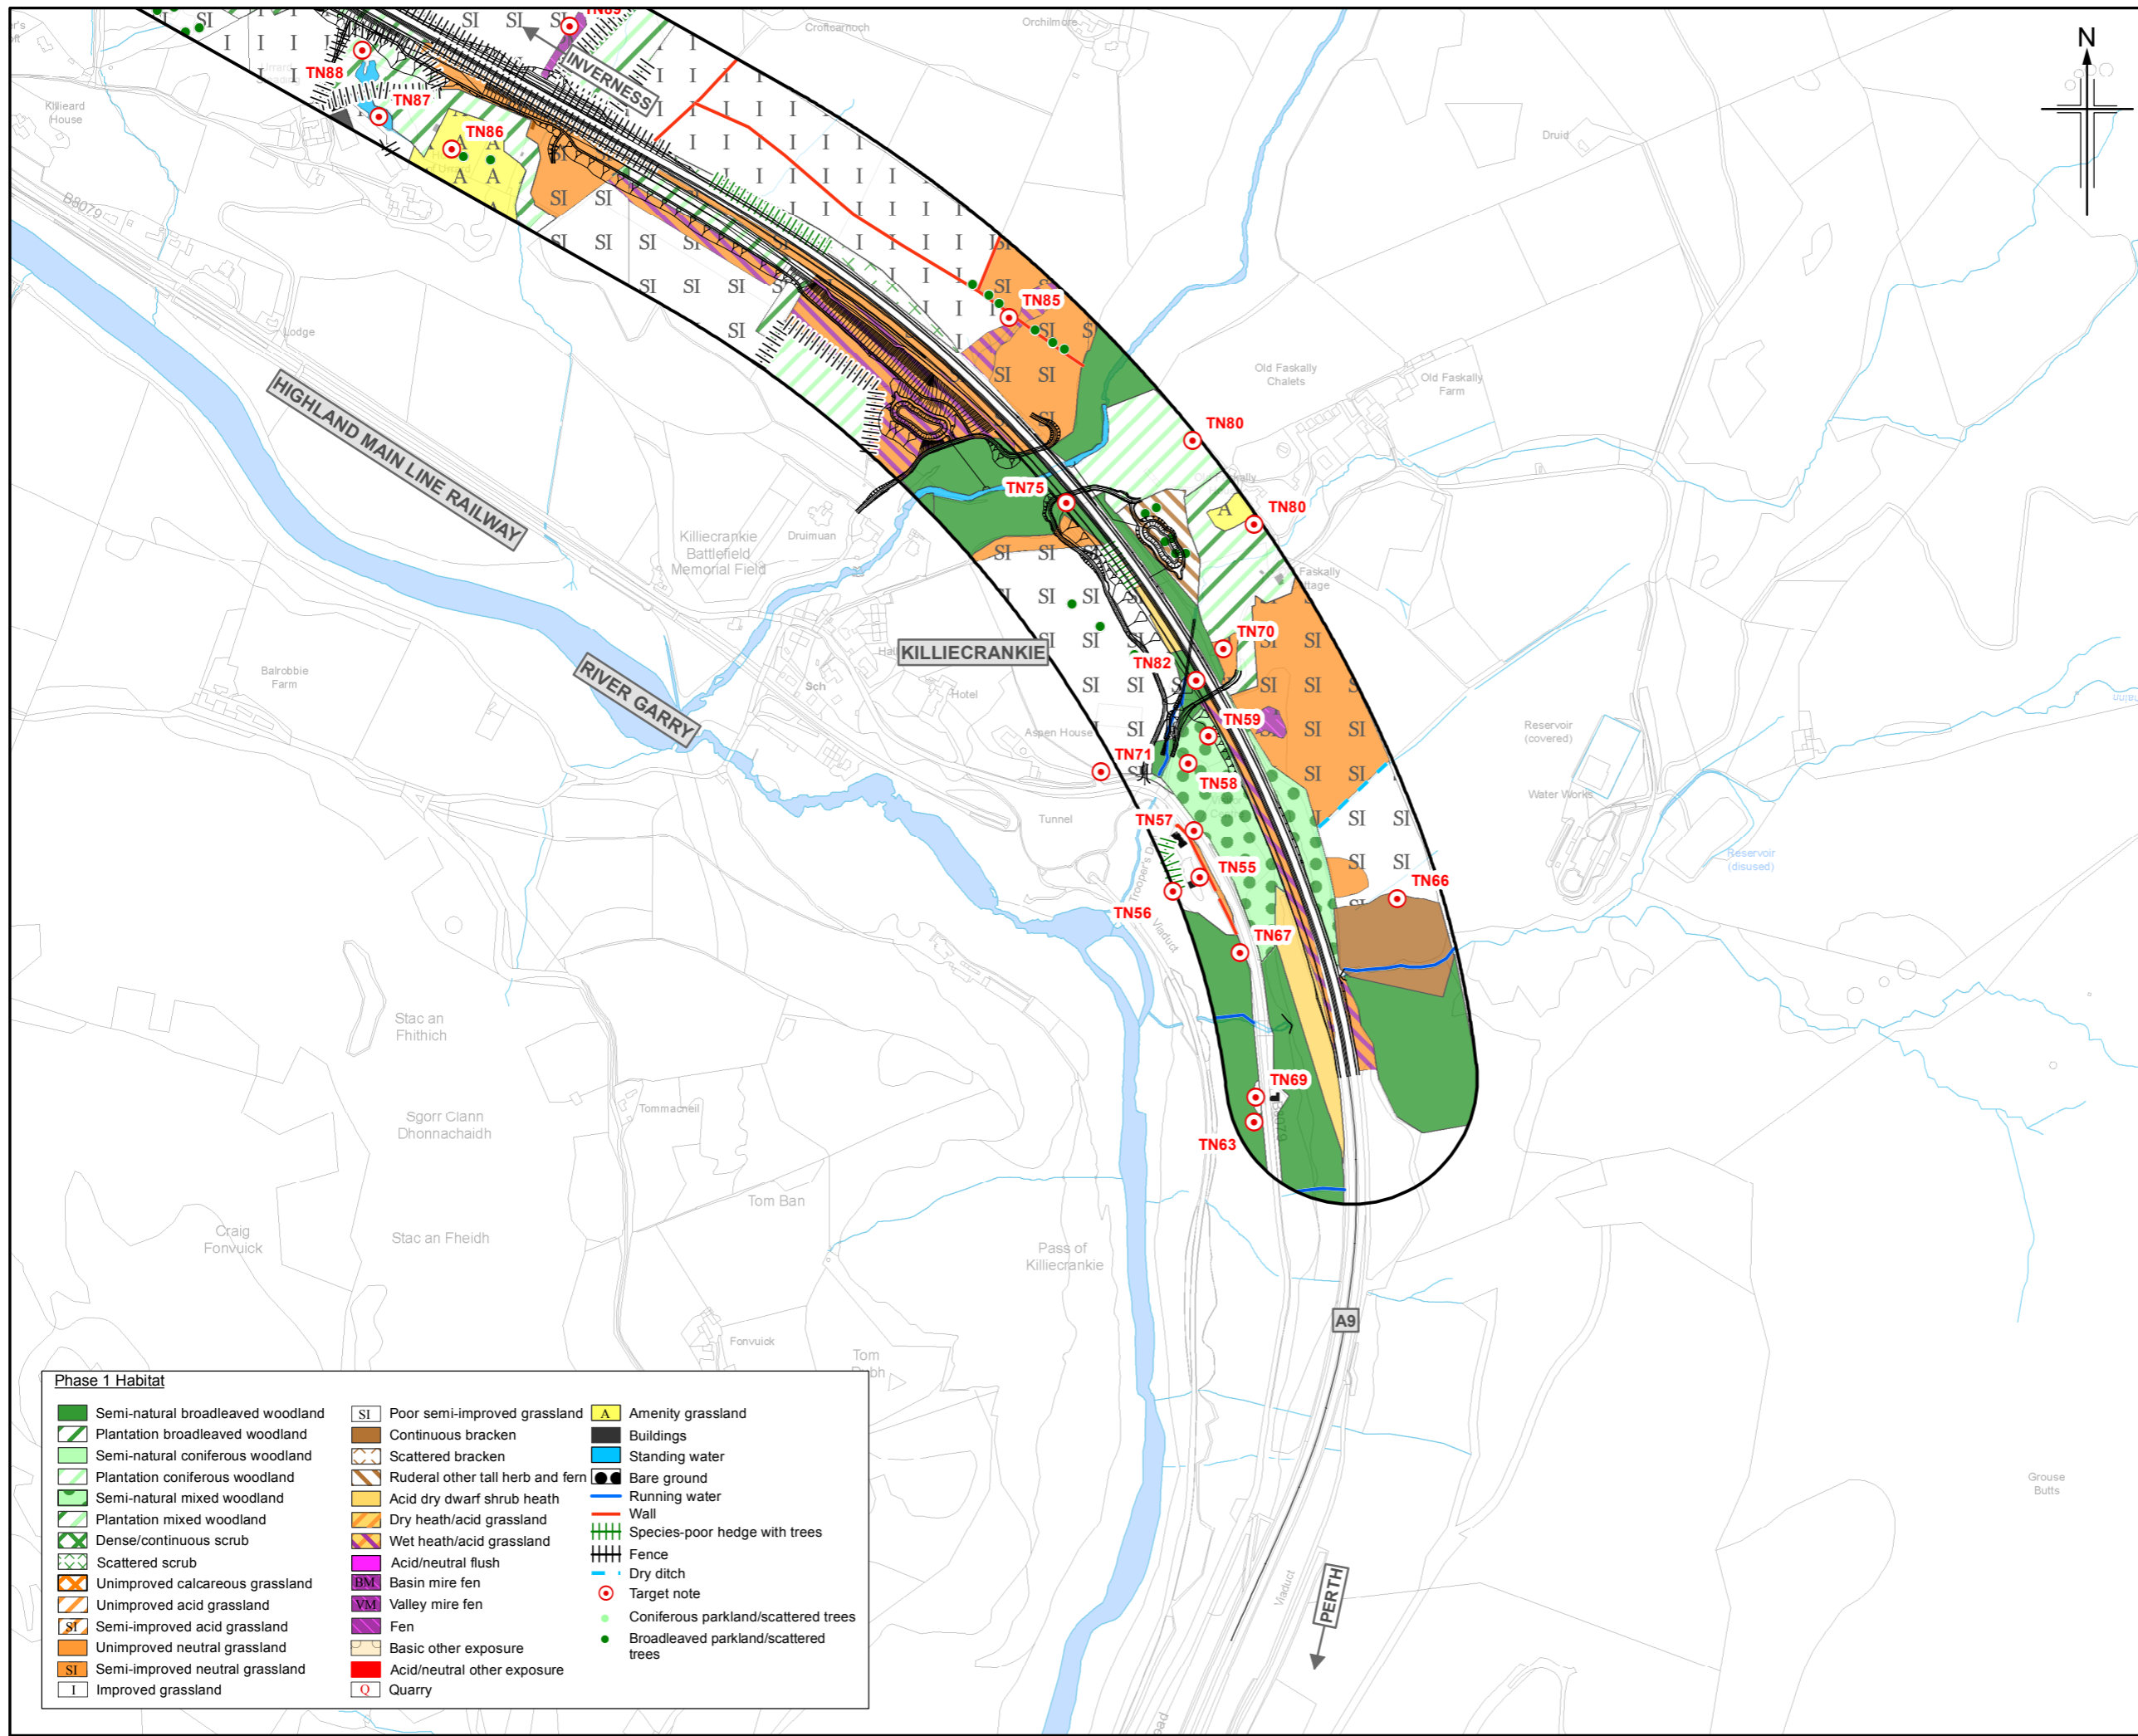 Croftcarnoch
Orchilmore
N
TN89
INVERNESS
TN88
TN87
TN86
Killieard
House
Druid
B8079
Lodge
TN85
Old Faskally
Chalets
Old Faskally
Farm
TN80
HIGHLAND MAIN LINE RAILWAY
TN75
TN80
Killiecrankie
Battlefield
Memorial Field
Druimuan
KILLIECRANKIE
TN70
TN82
Balrobbie
Farm
RIVER GARRY
Sch
Hotel
Aspen House
TN59
TN71
TN58
Reservoir
(covered)
Water Works
Tunnel
TN57
TN55
TN56
TN66
Reservoir
(disused)
Viaduct
TN67
Stac an
Fhithich
TN69
TN63
Tommacneil
Sgorr Clann
Dhonnachaidh
Tom Ban
Craig
Fonvuick
Stac an Fheidh
Pass of
Killiecrankie
A9
Fonvuick
Tom
Grouse
Butts
Viaduct
PERTH
Phase 1 Habitat
Semi-natural broadleaved woodland
Plantation broadleaved woodland
Semi-natural coniferous woodland
Plantation coniferous woodland
Semi-natural mixed woodland
Plantation mixed woodland
Dense/continuous scrub
Scattered scrub
Unimproved calcareous grassland
Unimproved acid grassland
SI Semi-improved acid grassland
Unimproved neutral grassland
SI Semi-improved neutral grassland
I Improved grassland
SI Poor semi-improved grassland
Continuous bracken
Scattered bracken
Ruderal other tall herb and fern
Acid dry dwarf shrub heath
Dry heath/acid grassland
Wet heath/acid grassland
Acid/neutral flush
BM Basin mire fen
VM Valley mire fen
Fen
Basic other exposure
Acid/neutral other exposure
Q Quarry
A Amenity grassland
Buildings
Standing water
Bare ground
Running water
Wall
Species-poor hedge with trees
Fence
Dry ditch
Target note
Coniferous parkland/scattered trees
Broadleaved parkland/scattered
trees